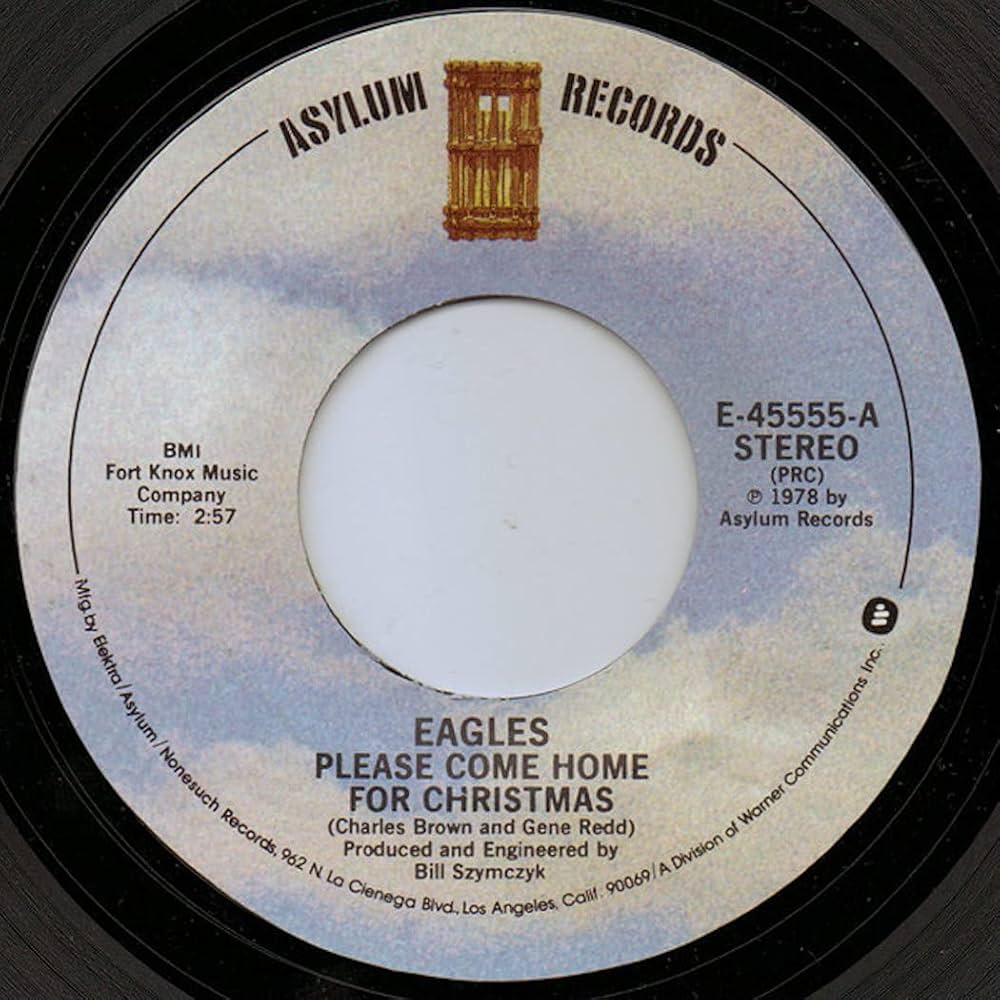 ASYLUM RECORDS
BMI
Fort Knox Music
Company
Time: 2:57
E-45555-A
STEREO
(PRC)
℗ 1978 by
Asylum Records
EAGLES
PLEASE COME HOME
FOR CHRISTMAS
(Charles Brown and Gene Redd)
Produced and Engineered by
Bill Szymczyk
Mfg. by Elektra/Asylum/Nonesuch Records, 962 N. La Cienega Blvd., Los Angeles, Calif. 90069/A Division of Warner Communications Inc.